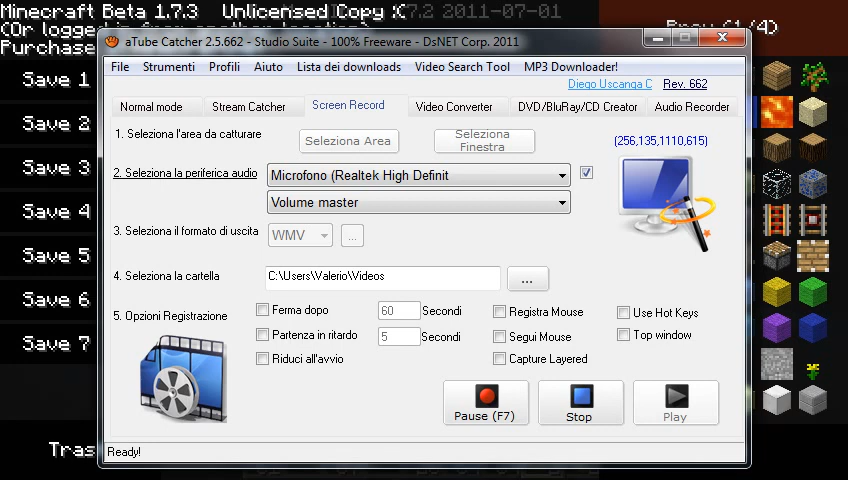 Minecraft Beta 1.7.3 Unlicensed Copy :( 7.2 2011-07-01
(Or logged
Purchase
(1/4)
aTube Catcher 2.5.662 - Studio Suite - 100% Freeware - DsNET Corp. 2011
File Strumenti Profili Aiuto Lista dei downloads Video Search Tool MP3 Downloader!
Diego Uscanga C Rev. 662
Normal mode Stream Catcher Screen Record Video Converter DVD/BluRay/CD Creator Audio Recorder
1. Seleziona l'area da catturare
Seleziona Area
Seleziona
Finestra
(256,135,1110,615)
2. Seleziona la periferica audio
Microfono (Realtek High Definit
Volume master
3. Seleziona il formato di uscita
WMV
...
4. Seleziona la cartella
C:\Users\Valerio\Videos
...
5. Opzioni Registrazione
Ferma dopo 60 Secondi
Partenza in ritardo 5 Secondi
Riduci all'avvio
Registra Mouse
Segui Mouse
Capture Layered
Use Hot Keys
Top window
Pause (F7)
Stop
Play
Ready!
Save 1
Save 2
Save 3
Save 4
Save 5
Save 6
Save 7
Tras